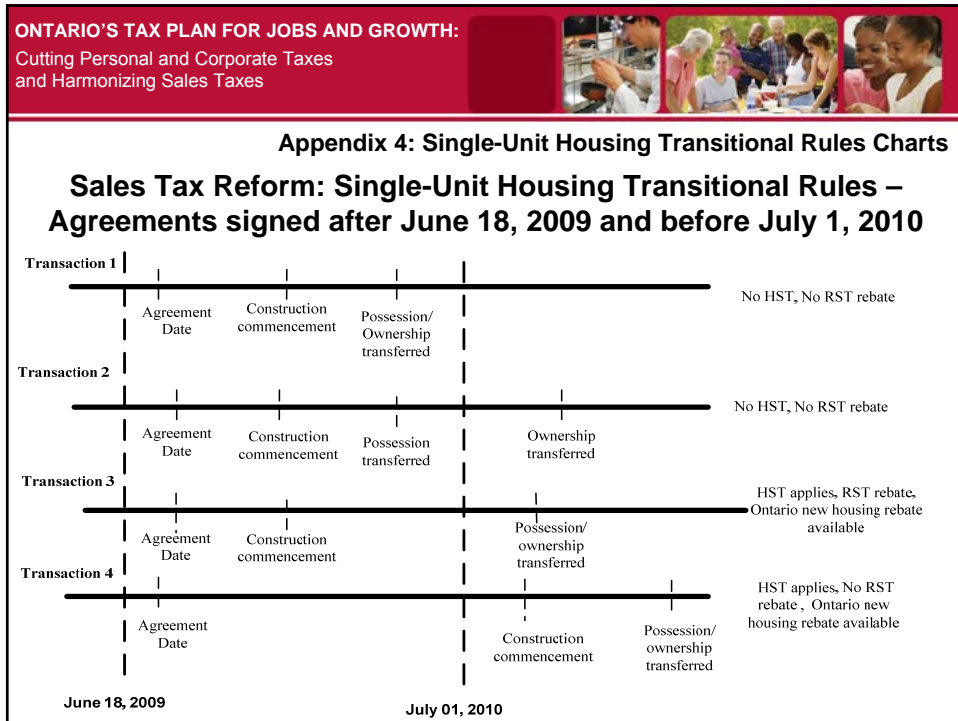 ONTARIO'S TAX PLAN FOR JOBS AND GROWTH:
Cutting Personal and Corporate Taxes
and Harmonizing Sales Taxes
Appendix 4: Single-Unit Housing Transitional Rules Charts
Sales Tax Reform: Single-Unit Housing Transitional Rules –
Agreements signed after June 18, 2009 and before July 1, 2010
Transaction 1
Agreement
Date
Construction
commencement
Possession/
Ownership
transferred
No HST, No RST rebate
Transaction 2
Agreement
Date
Construction
commencement
Possession
transferred
Ownership
transferred
No HST, No RST rebate
Transaction 3
Agreement
Date
Construction
commencement
Possession/
ownership
transferred
HST applies, RST rebate,
Ontario new housing rebate
available
Transaction 4
Agreement
Date
Construction
commencement
Possession/
ownership
transferred
HST applies, No RST
rebate , Ontario new
housing rebate available
June 18, 2009
July 01, 2010